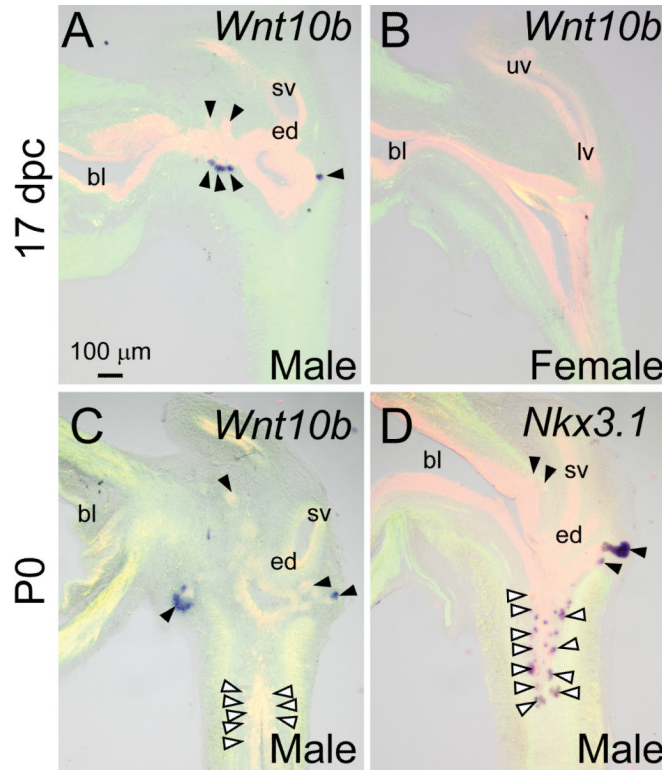 A
Wnt10b
sv
ed
bl
100 μm
Male
B
Wnt10b
uv
lv
bl
Female
17 dpc
C
Wnt10b
bl
sv
ed
Male
D
Nkx3.1
bl
sv
ed
Male
P0